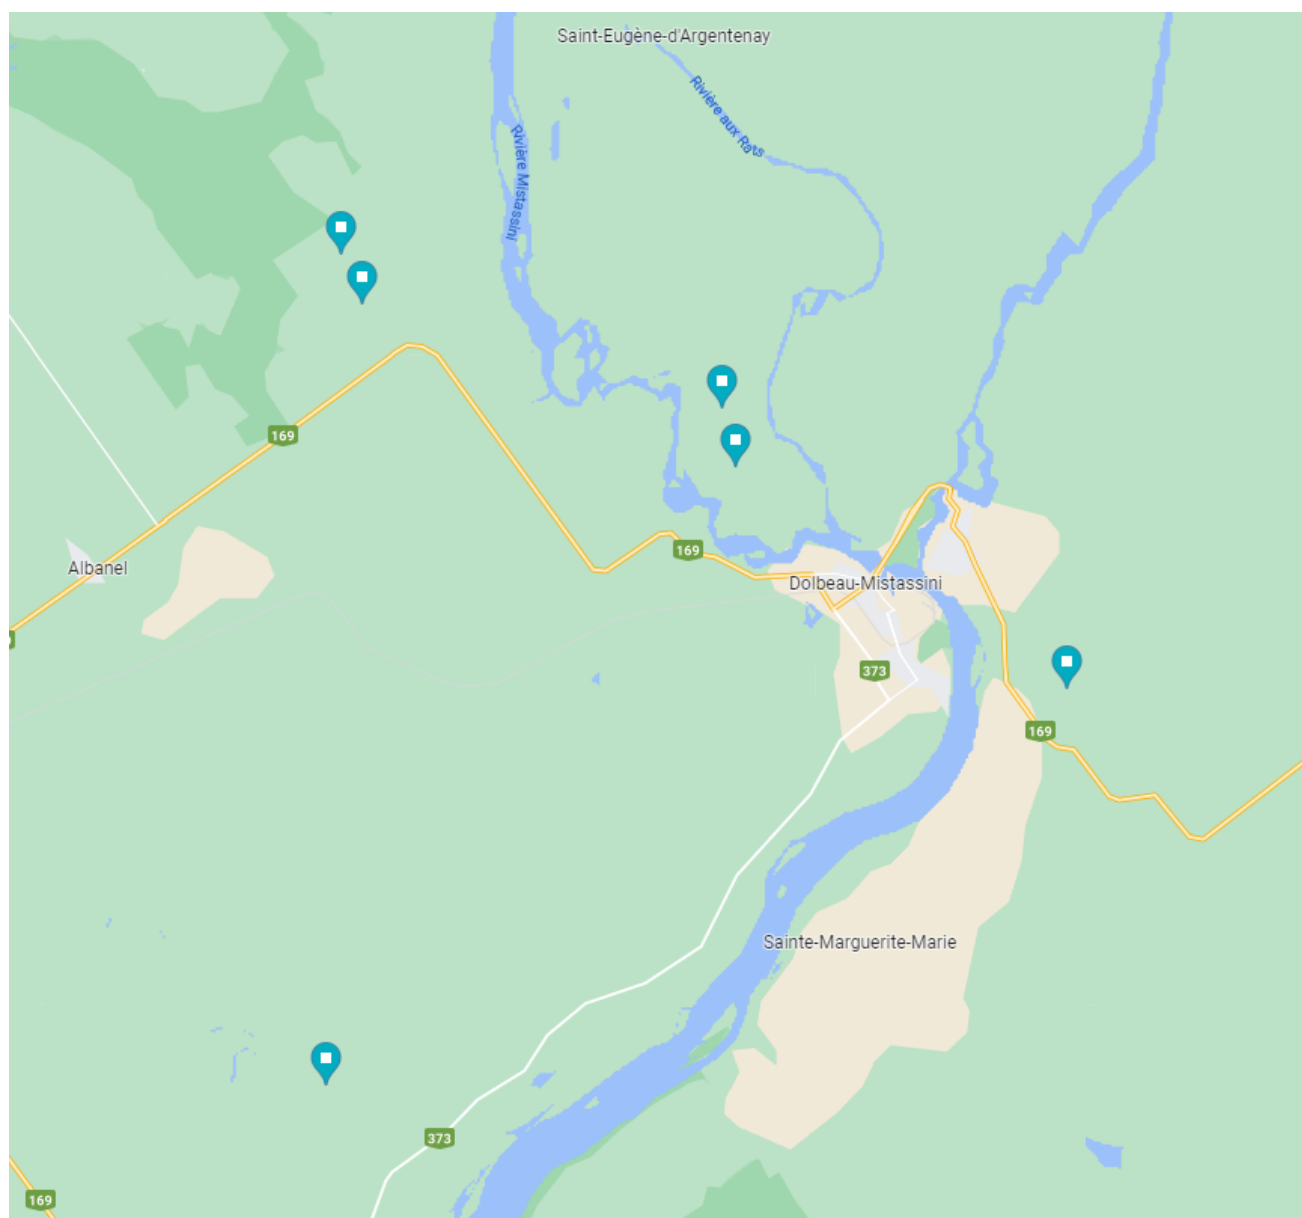 Saint-Eugène-d'Argentenay
Rivière aux Rats
Rivière Mistassini
169
169
Albanel
Dolbeau-Mistassini
373
169
Sainte-Marguerite-Marie
373
169